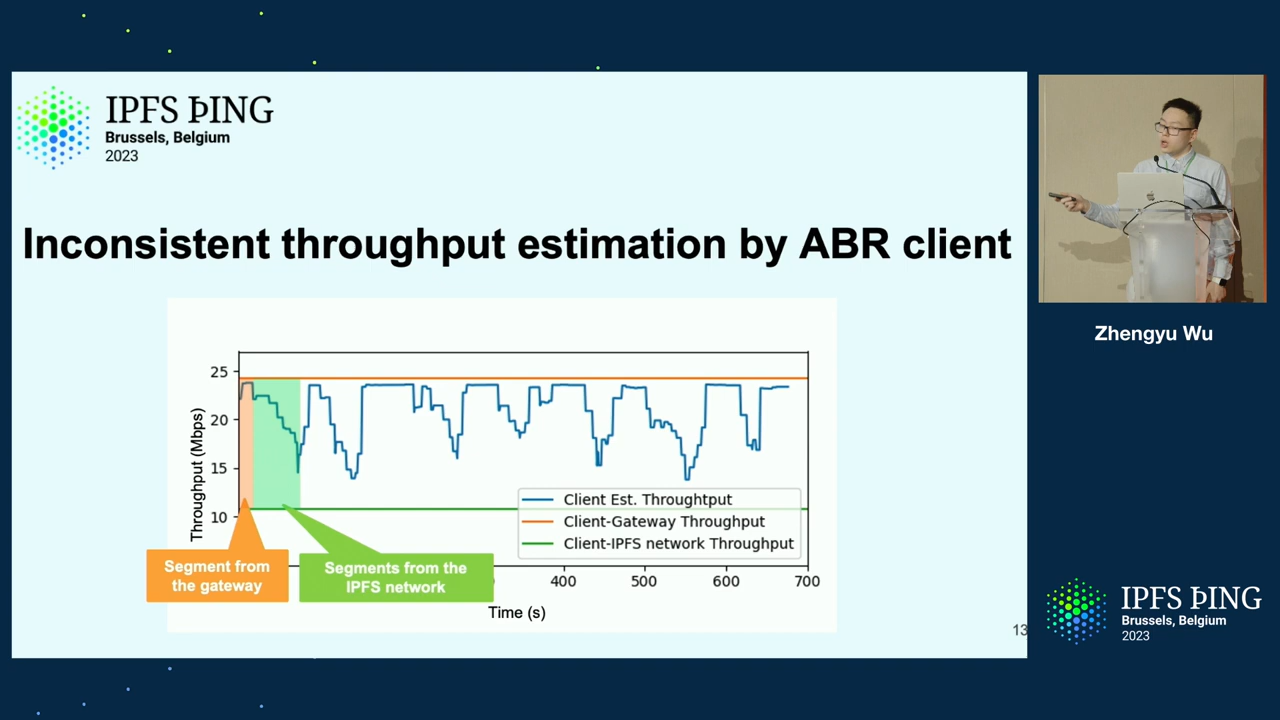 IPFS ÞING
Brussels, Belgium
2023
Inconsistent throughput estimation by ABR client
25
20
15
10
Throughput (Mbps)
Client Est. Throughtput
Client-Gateway Throughput
Client-IPFS network Throughput
Segment from
the gateway
Segments from the
IPFS network
400 500 600 700
Time (s)
13
Zhengyu Wu
IPFS ÞING
Brussels, Belgium
2023